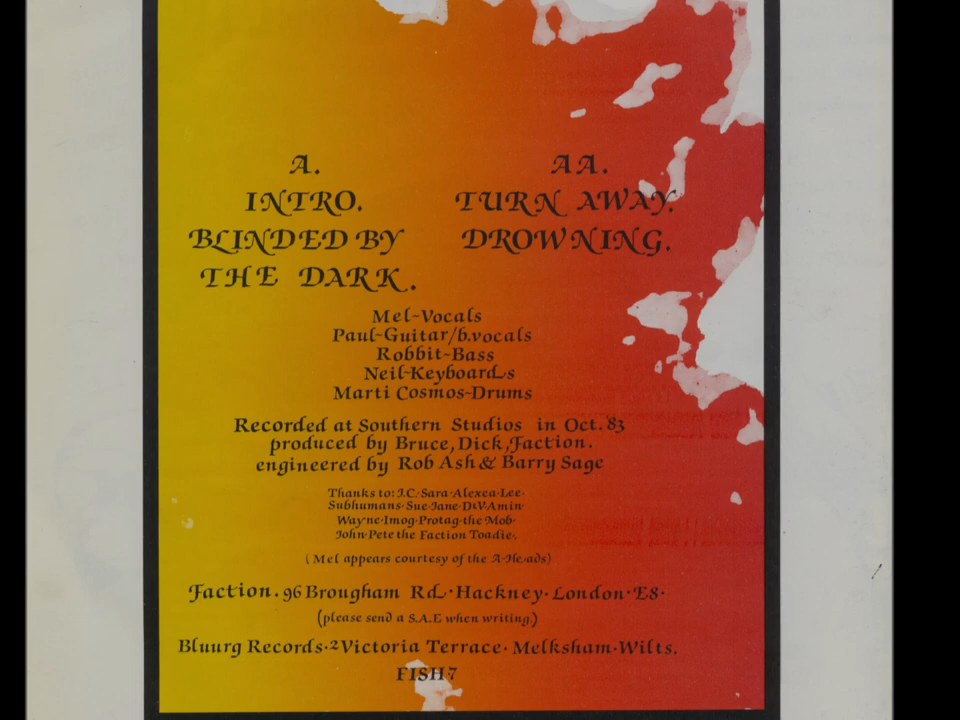 A.
INTRO.
BLINDED BY
THE DARK.
AA.
TURN AWAY.
DROWNING.
Mel-Vocals
Paul-Guitar/b.vocals
Robbit-Bass
Neil-Keyboards
Marti Cosmos-Drums
Recorded at Southern Studios in Oct.'83
produced by Bruce, Dick, Faction.
engineered by Rob Ash & Barry Sage
Thanks to: J.C. · Sara · Alexea · Lee ·
Subhumans · Sue · Jane · D&V · Amin ·
Wayne · Imog · Protag · the Mob ·
John · Pete the Faction Toadie.
(Mel appears courtesy of the A-Heads)
Faction. 96 Brougham Rd. · Hackney · London · E8 ·
(please send a S.A.E when writing.)
Bluurg Records · 2 Victoria Terrace · Melksham · Wilts.
FISH 7